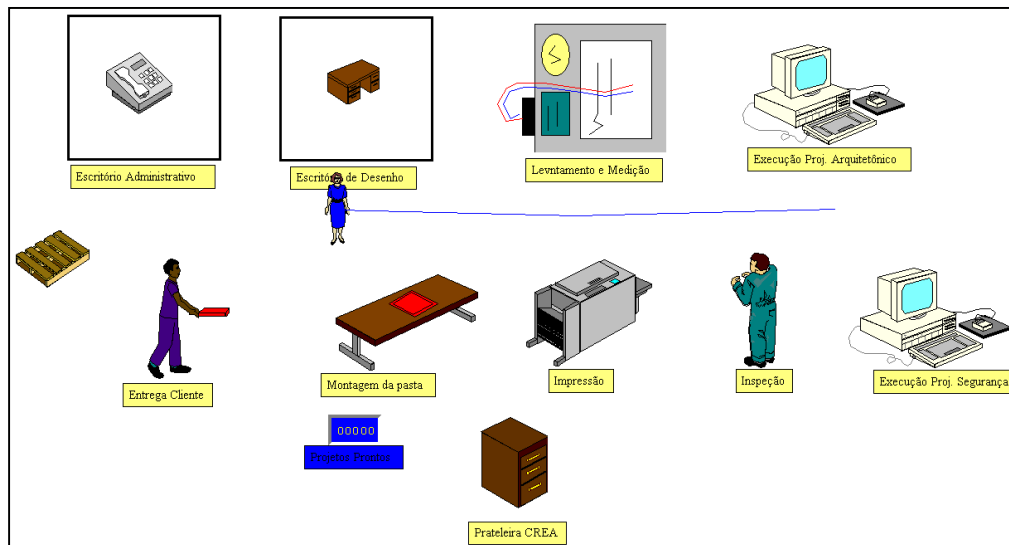 Escritório Administrativo
Escritório de Desenho
Levntamento e Medição
Execução Proj. Arquitetônico
Entrega Cliente
Montagem da pasta
Impressão
Inspeção
Execução Proj. Segurança
00000
Projetos Prontos
Prateleira CREA